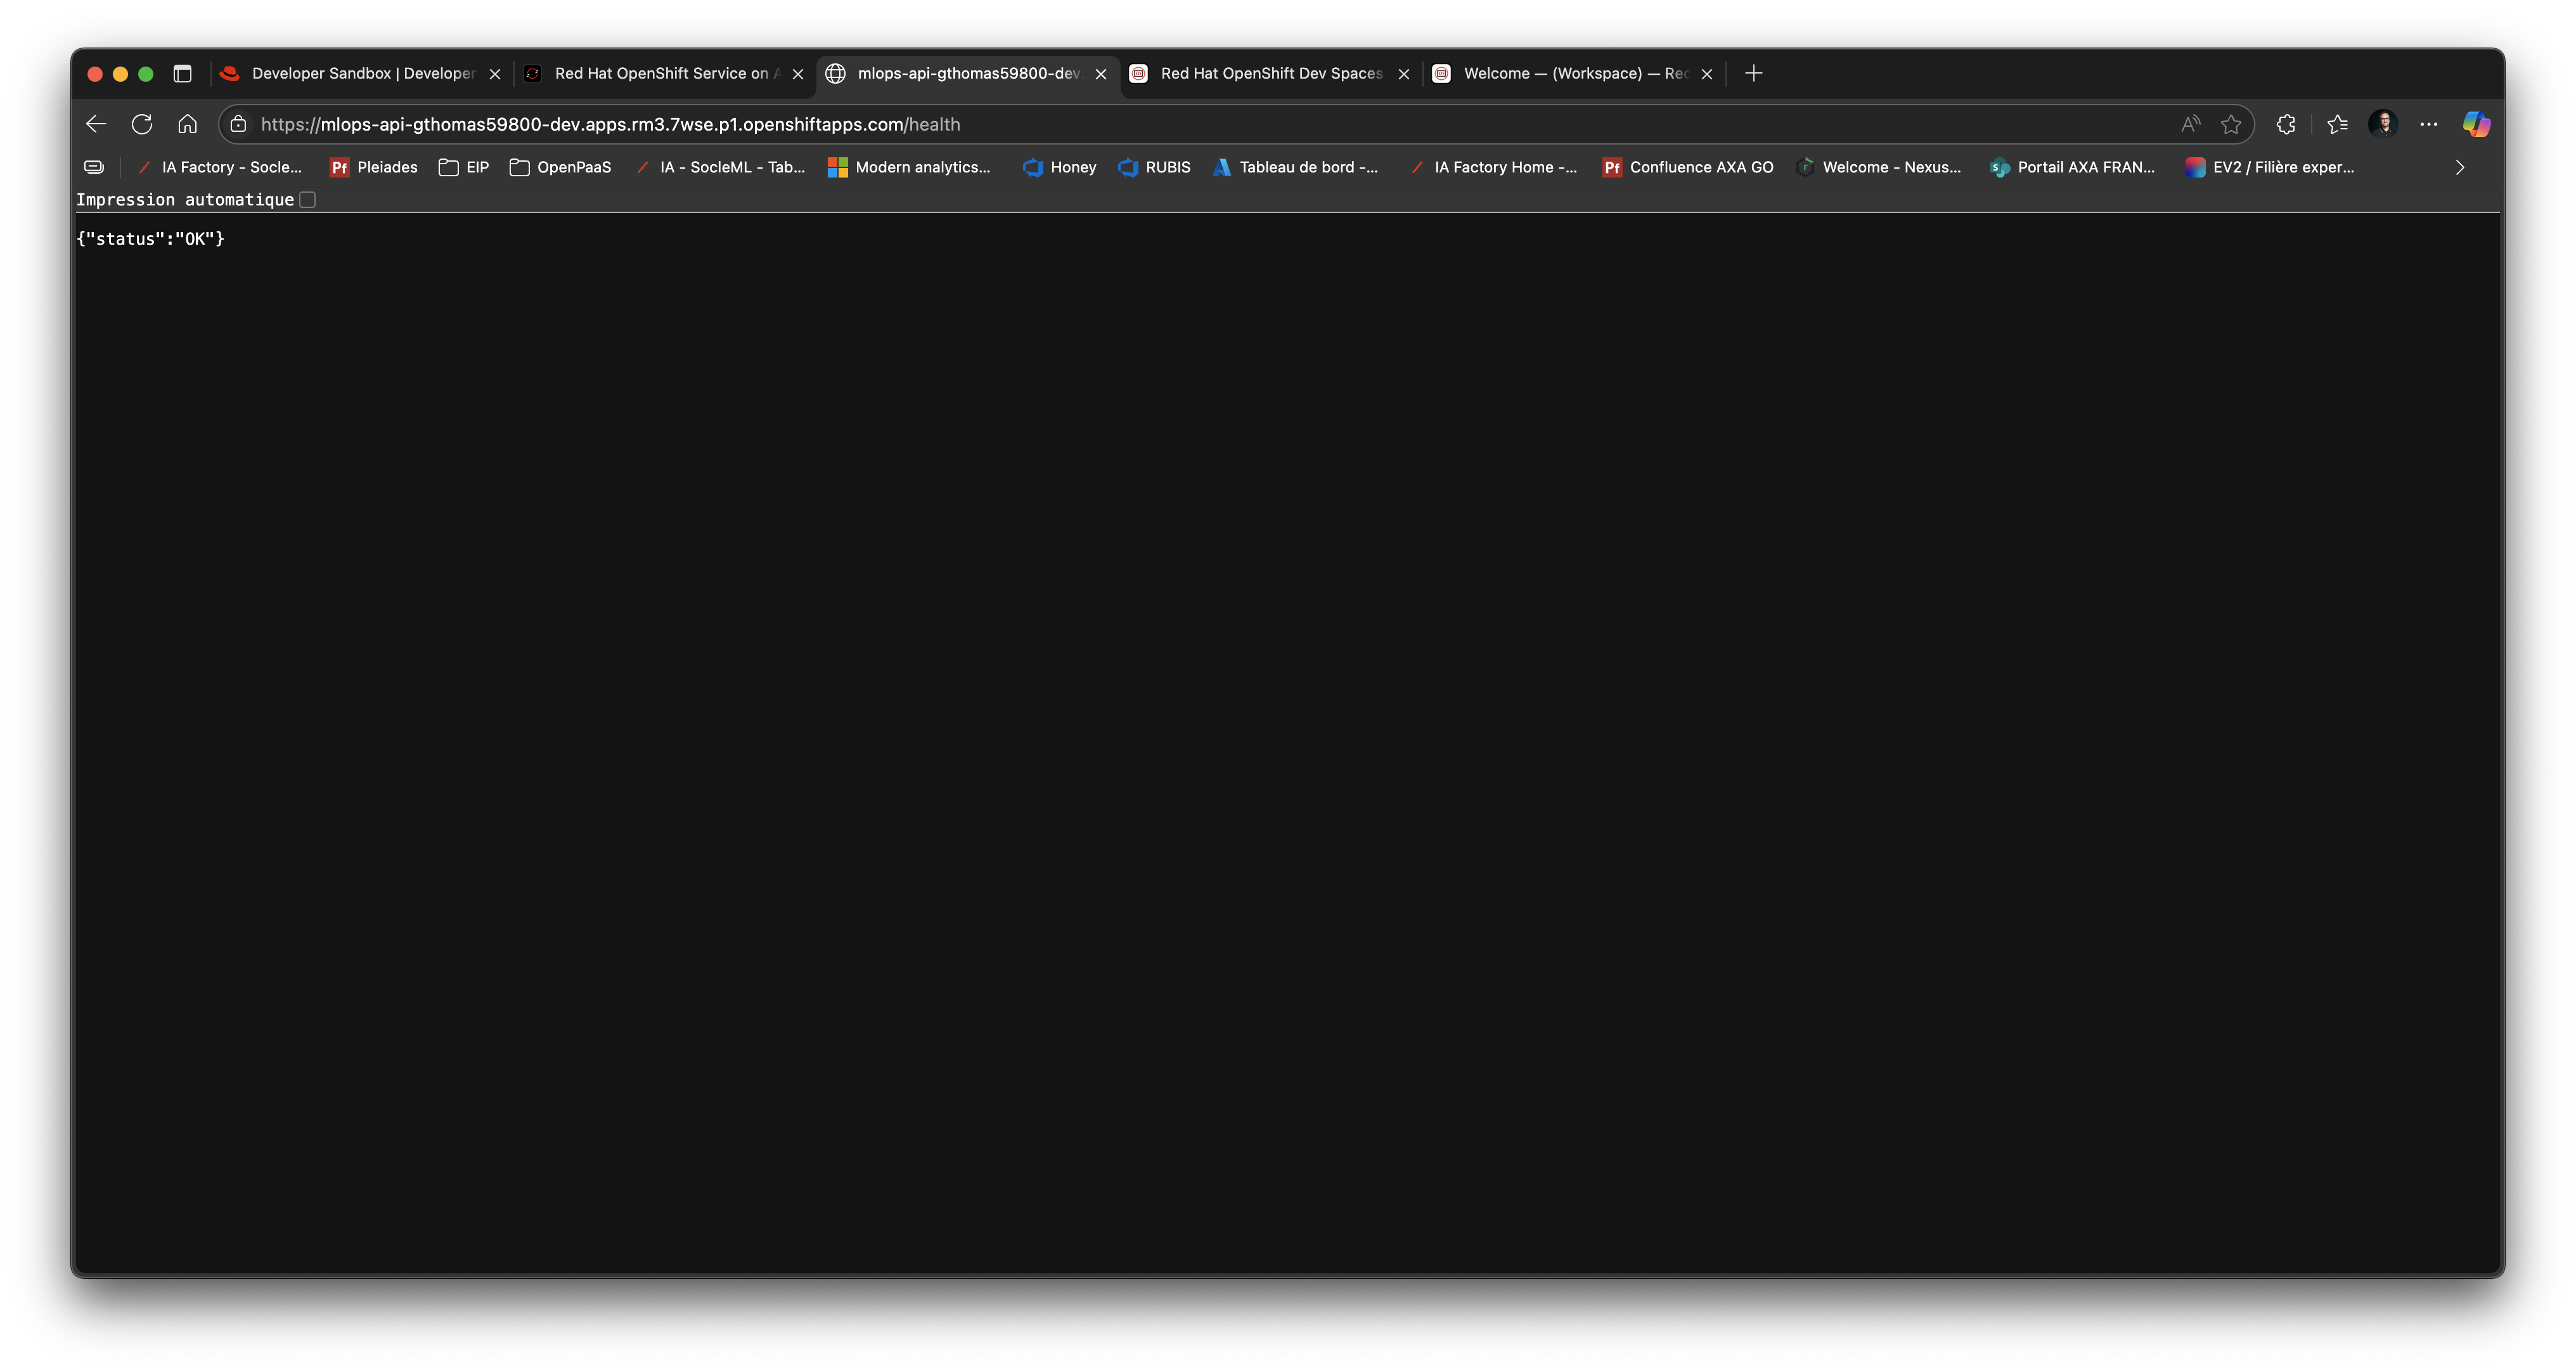 Developer Sandbox | Developer
Red Hat OpenShift Service on A
mlops-api-gthomas59800-dev.
Red Hat OpenShift Dev Spaces
Welcome — (Workspace) — Red
https://mlops-api-gthomas59800-dev.apps.rm3.7wse.p1.openshiftapps.com/health
IA Factory - Socle...
Pf Pleiades
EIP
OpenPaaS
IA - SocleML - Tab...
Modern analytics...
Honey
RUBIS
Tableau de bord -...
IA Factory Home -...
Pf Confluence AXA GO
Welcome - Nexus...
Portail AXA FRAN...
EV2 / Filière exper...
Impression automatique
{"status":"OK"}